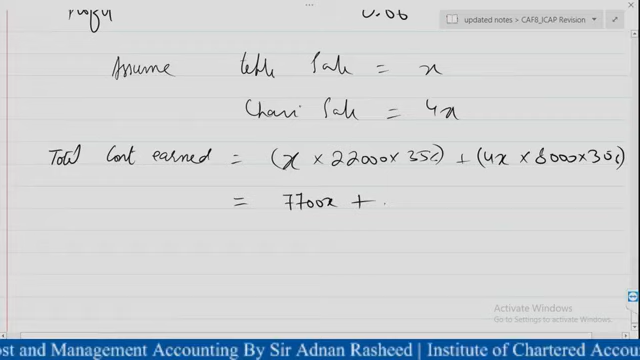 0.06
updated notes > CAF8_ICAP Revision
Assume table Sale = x
Chair Sale = 4x
Total Cont earned = (x × 22000 × 35%) + (4x × 8000 × 30%)
= 7700x +
Activate Windows
Go to Settings to activate Windows.
ost and Management Accounting By Sir Adnan Rasheed | Institute of Chartered Accou